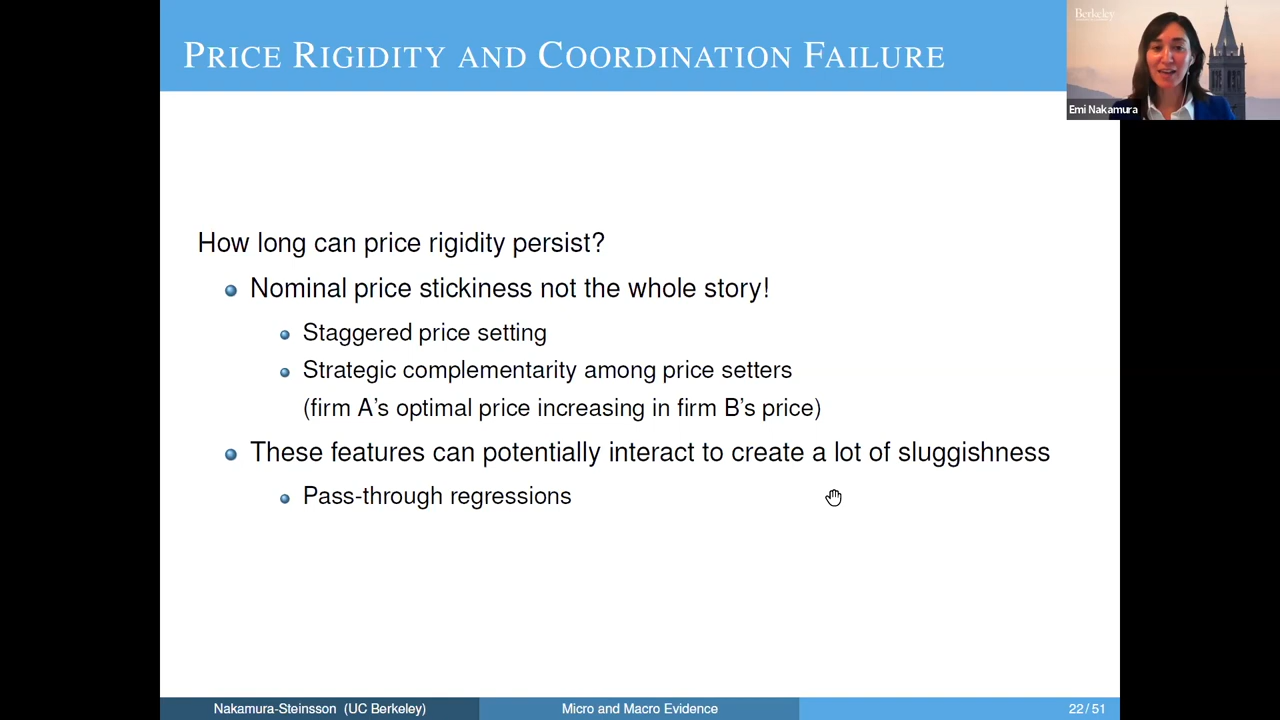 PRICE RIGIDITY AND COORDINATION FAILURE
Berkeley
Emi Nakamura
How long can price rigidity persist?
Nominal price stickiness not the whole story!
Staggered price setting
Strategic complementarity among price setters
(firm A's optimal price increasing in firm B's price)
These features can potentially interact to create a lot of sluggishness
Pass-through regressions
Nakamura-Steinsson (UC Berkeley)
Micro and Macro Evidence
22 / 51